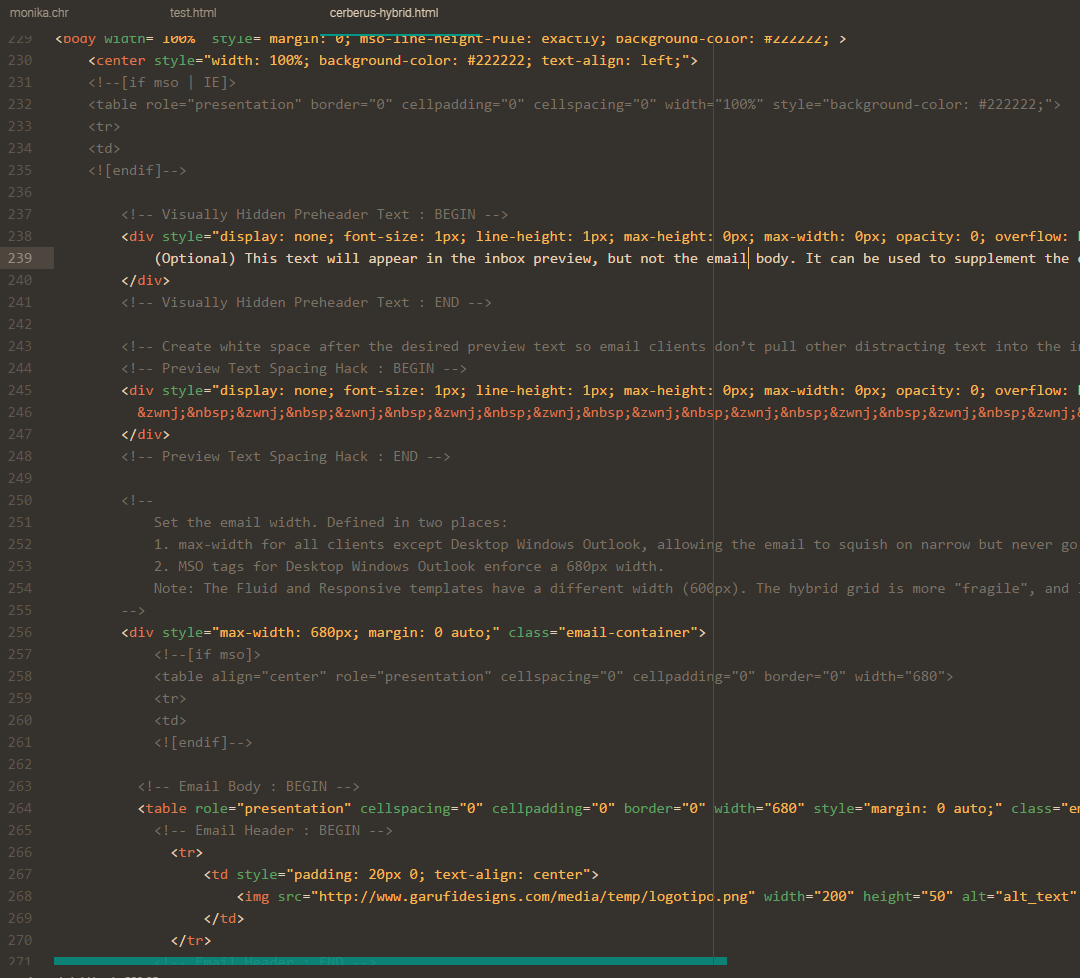 monika.chr test.html cerberus-hybrid.html
229 <body width="100%" style="margin: 0; mso-line-height-rule: exactly; background-color: #222222;">
230 <center style="width: 100%; background-color: #222222; text-align: left;">
231 <!--[if mso | IE]>
232 <table role="presentation" border="0" cellpadding="0" cellspacing="0" width="100%" style="background-color: #222222;">
233 <tr>
234 <td>
235 <![endif]-->
236
237 <!-- Visually Hidden Preheader Text : BEGIN -->
238 <div style="display: none; font-size: 1px; line-height: 1px; max-height: 0px; max-width: 0px; opacity: 0; overflow:
239 (Optional) This text will appear in the inbox preview, but not the email body. It can be used to supplement the
240 </div>
241 <!-- Visually Hidden Preheader Text : END -->
242
243 <!-- Create white space after the desired preview text so email clients don’t pull other distracting text into the
244 <!-- Preview Text Spacing Hack : BEGIN -->
245 <div style="display: none; font-size: 1px; line-height: 1px; max-height: 0px; max-width: 0px; opacity: 0; overflow:
246 &zwnj;&nbsp;&zwnj;&nbsp;&zwnj;&nbsp;&zwnj;&nbsp;&zwnj;&nbsp;&zwnj;&nbsp;&zwnj;&nbsp;&zwnj;&nbsp;&zwnj;&nbsp;&zwnj;&
247 </div>
248 <!-- Preview Text Spacing Hack : END -->
249
250 <!--
251 Set the email width. Defined in two places:
252 1. max-width for all clients except Desktop Windows Outlook, allowing the email to squish on narrow but never go
253 2. MSO tags for Desktop Windows Outlook enforce a 680px width.
254 Note: The Fluid and Responsive templates have a different width (600px). The hybrid grid is more "fragile", and
255 -->
256 <div style="max-width: 680px; margin: 0 auto;" class="email-container">
257 <!--[if mso]>
258 <table align="center" role="presentation" cellspacing="0" cellpadding="0" border="0" width="680">
259 <tr>
260 <td>
261 <![endif]-->
262
263 <!-- Email Body : BEGIN -->
264 <table role="presentation" cellspacing="0" cellpadding="0" border="0" width="680" style="margin: 0 auto;" class="em
265 <!-- Email Header : BEGIN -->
266 <tr>
267 <td style="padding: 20px 0; text-align: center">
268 <img src="http://www.garufidesigns.com/media/temp/logotipo.png" width="200" height="50" alt="alt_text"
269 </td>
270 </tr>
271 <!-- Email Header : END -->